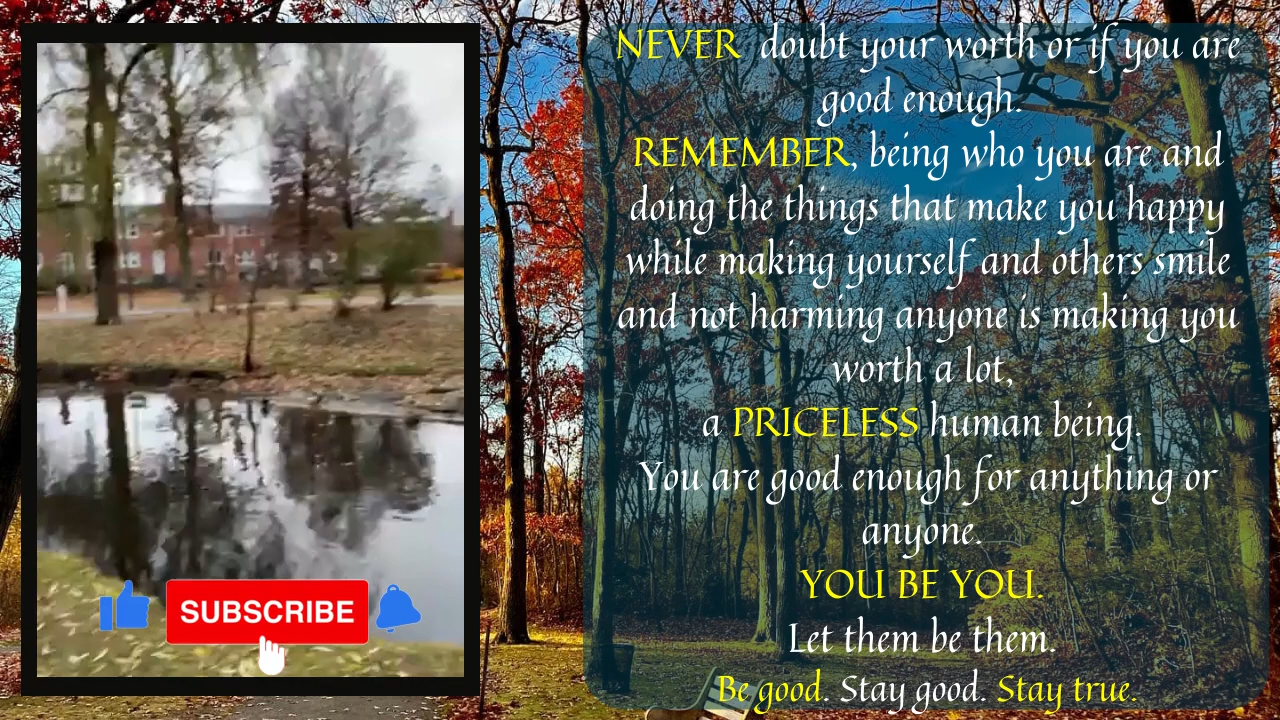 NEVER doubt your worth or if you are
good enough.
REMEMBER, being who you are and
doing the things that make you happy
while making yourself and others smile
and not harming anyone is making you
worth a lot,
a PRICELESS human being.
You are good enough for anything or
anyone.
YOU BE YOU.
Let them be them.
Be good. Stay good. Stay true.
SUBSCRIBE